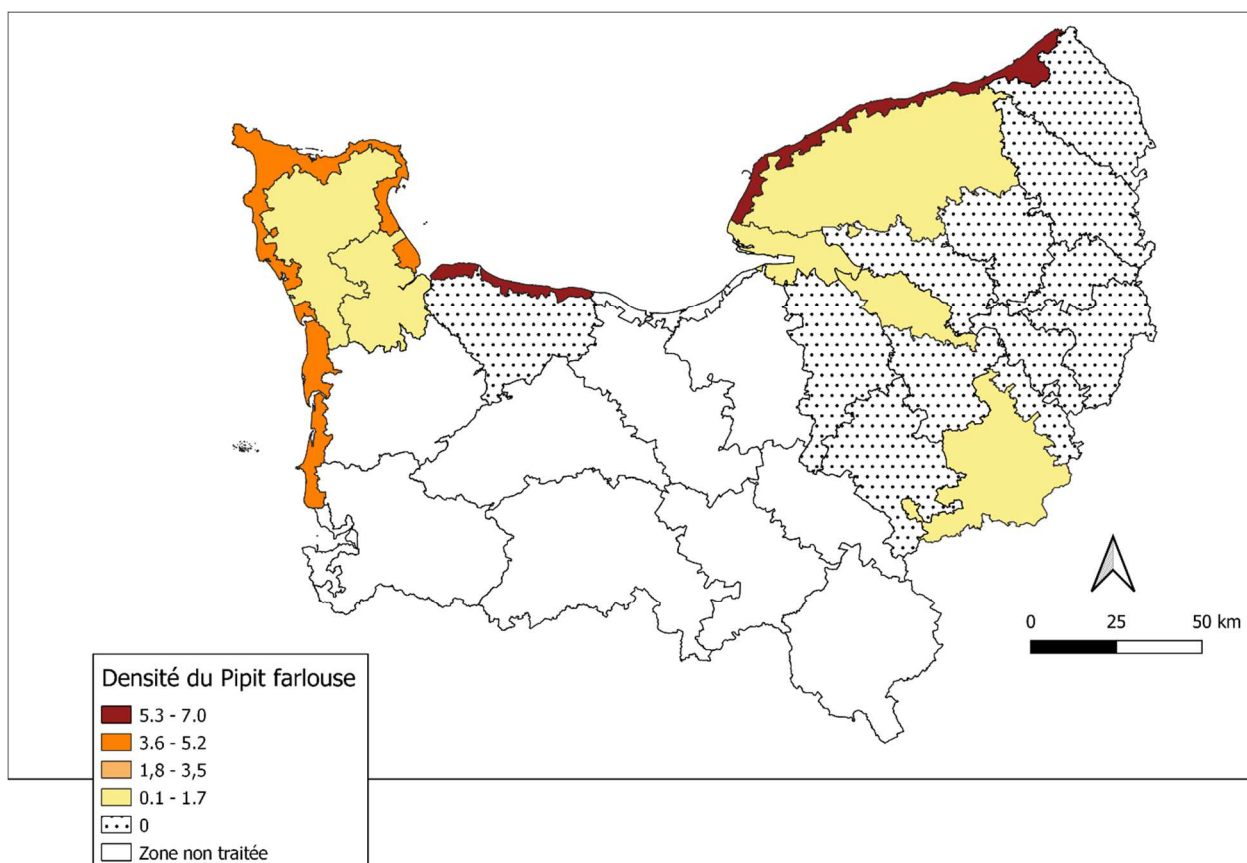 0 25 50 km
Densité du Pipit farlouse
5.3 - 7.0
3.6 - 5.2
1,8 - 3,5
0.1 - 1.7
0
Zone non traitée